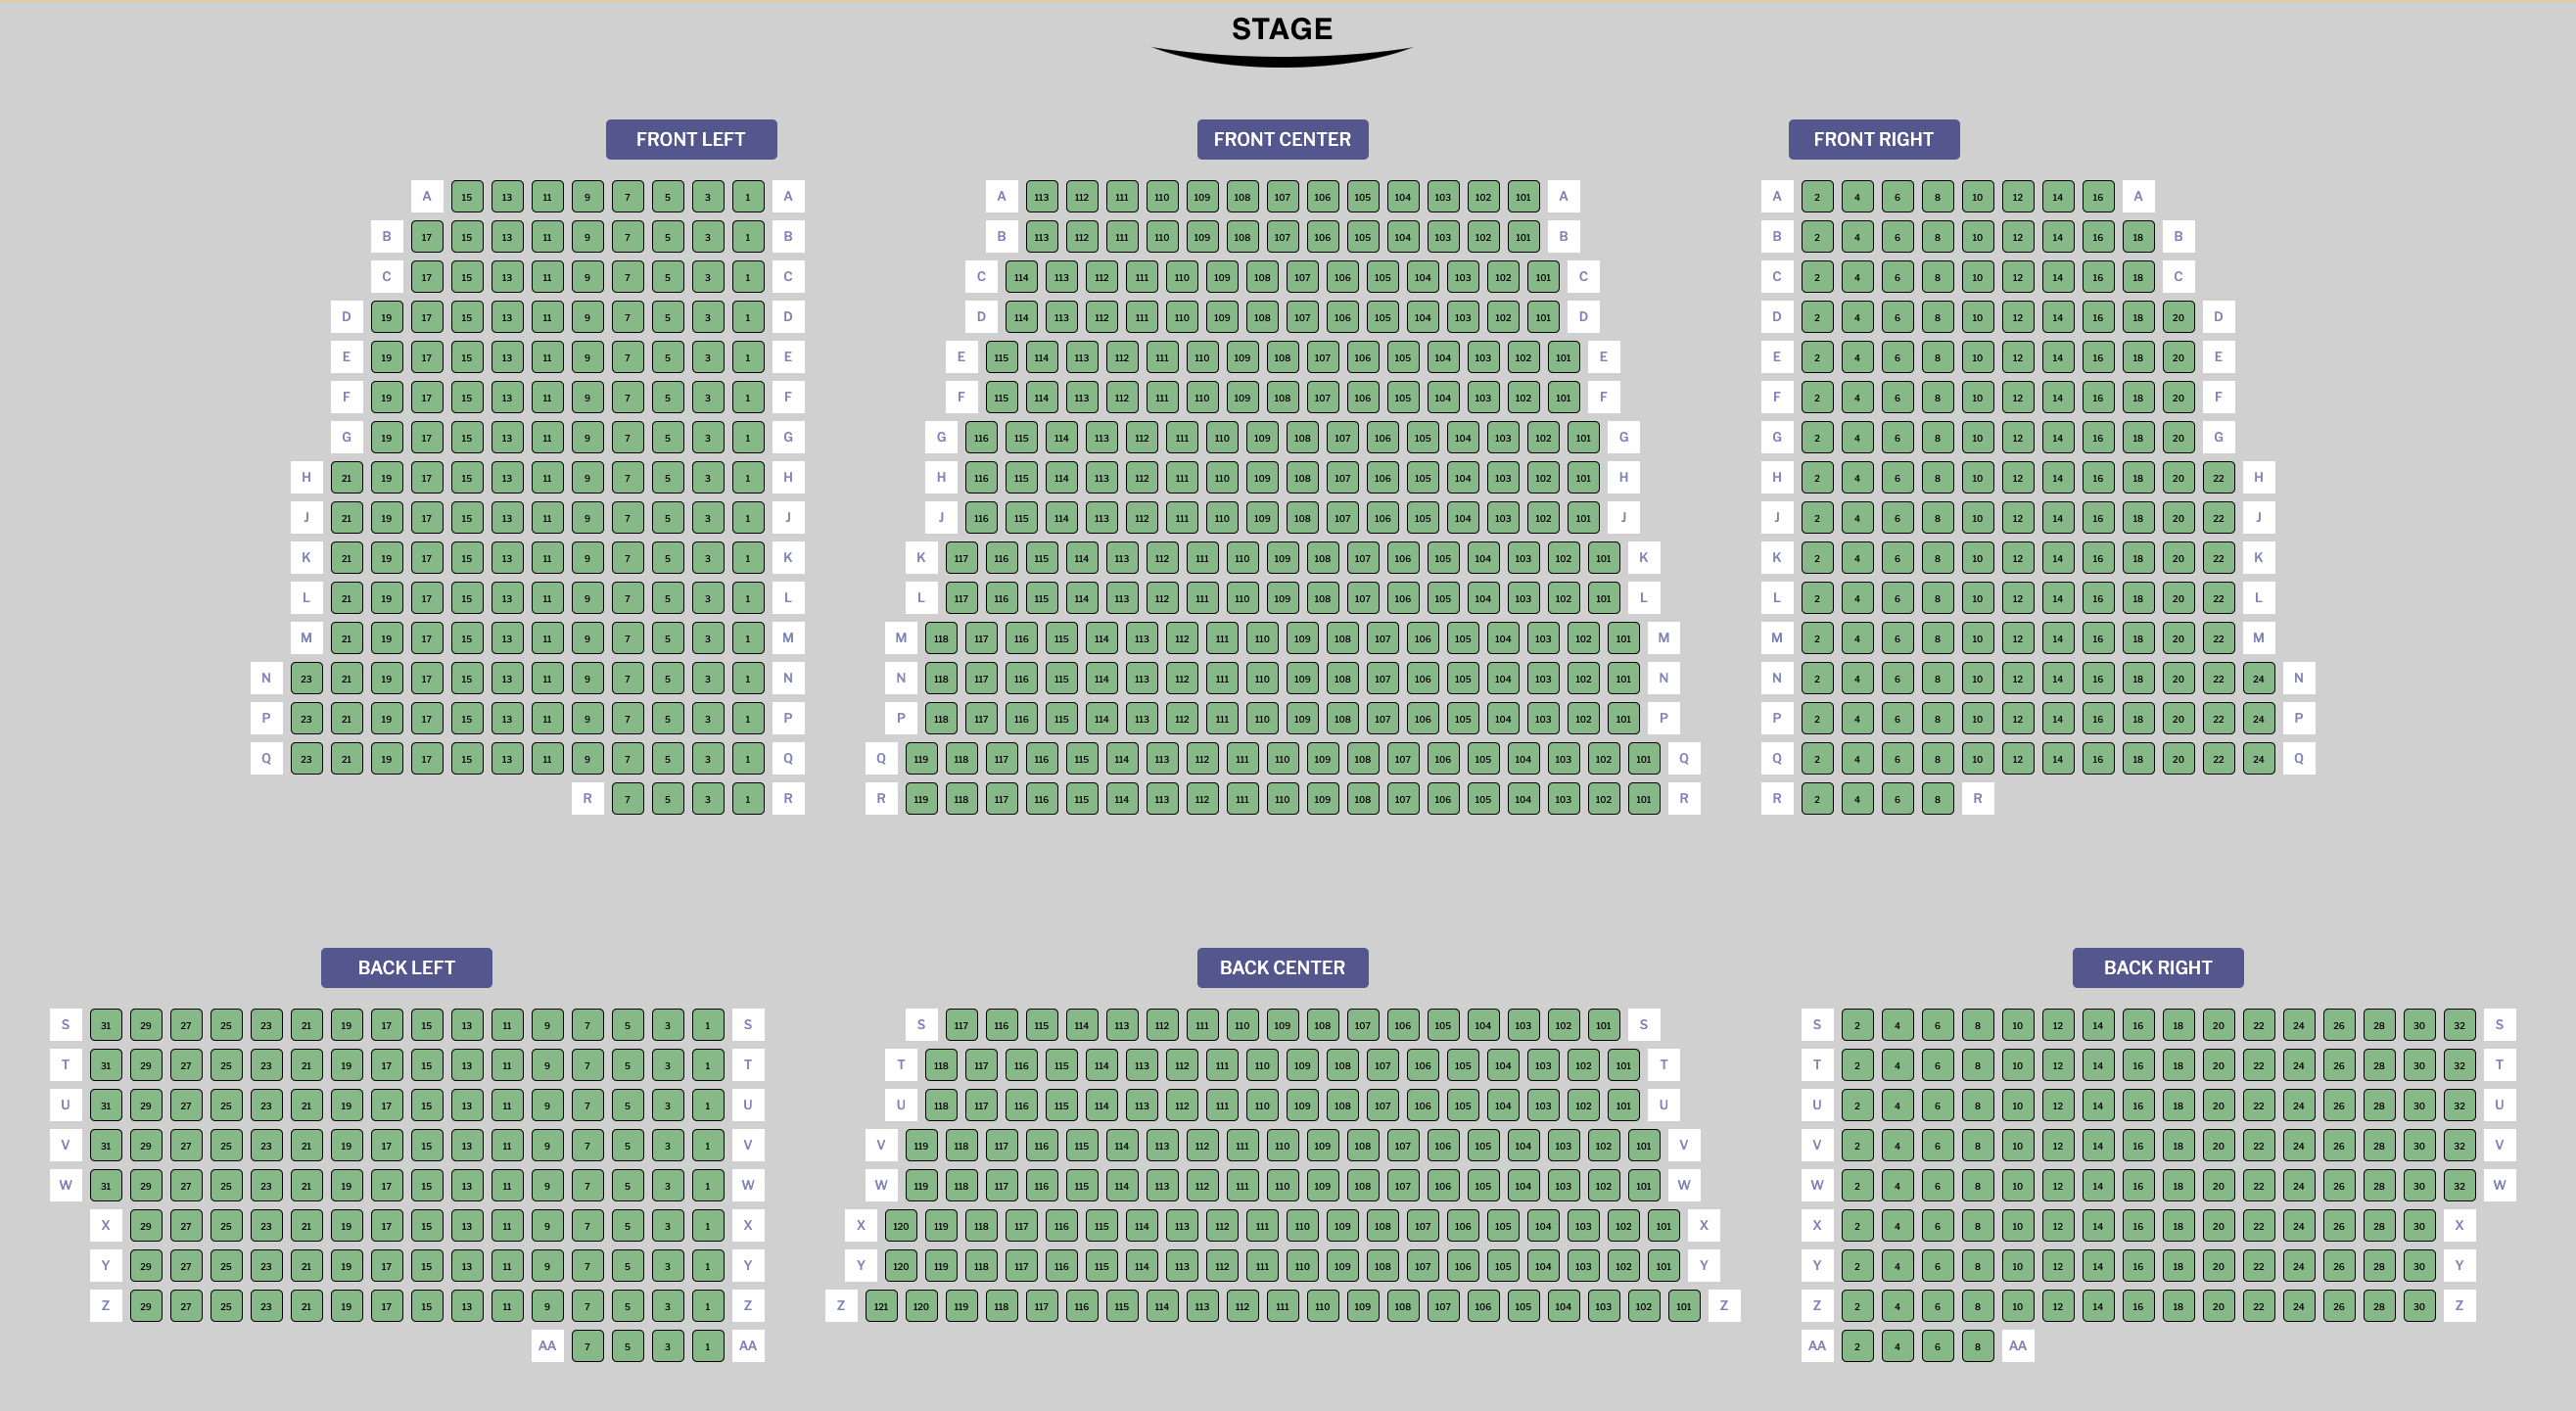 STAGE
FRONT LEFT FRONT CENTER FRONT RIGHT
A 15 13 11 9 7 5 3 1 A A 113 112 111 110 109 108 107 106 105 104 103 102 101 A A 2 4 6 8 10 12 14 16 A
B 17 15 13 11 9 7 5 3 1 B B 113 112 111 110 109 108 107 106 105 104 103 102 101 B B 2 4 6 8 10 12 14 16 18 B
C 17 15 13 11 9 7 5 3 1 C C 114 113 112 111 110 109 108 107 106 105 104 103 102 101 C C 2 4 6 8 10 12 14 16 18 C
D 19 17 15 13 11 9 7 5 3 1 D D 114 113 112 111 110 109 108 107 106 105 104 103 102 101 D D 2 4 6 8 10 12 14 16 18 20 D
E 19 17 15 13 11 9 7 5 3 1 E E 115 114 113 112 111 110 109 108 107 106 105 104 103 102 101 E E 2 4 6 8 10 12 14 16 18 20 E
F 19 17 15 13 11 9 7 5 3 1 F F 115 114 113 112 111 110 109 108 107 106 105 104 103 102 101 F F 2 4 6 8 10 12 14 16 18 20 F
G 19 17 15 13 11 9 7 5 3 1 G G 116 115 114 113 112 111 110 109 108 107 106 105 104 103 102 101 G G 2 4 6 8 10 12 14 16 18 20 G
H 21 19 17 15 13 11 9 7 5 3 1 H H 116 115 114 113 112 111 110 109 108 107 106 105 104 103 102 101 H H 2 4 6 8 10 12 14 16 18 20 22 H
J 21 19 17 15 13 11 9 7 5 3 1 J J 116 115 114 113 112 111 110 109 108 107 106 105 104 103 102 101 J J 2 4 6 8 10 12 14 16 18 20 22 J
K 21 19 17 15 13 11 9 7 5 3 1 K K 117 116 115 114 113 112 111 110 109 108 107 106 105 104 103 102 101 K K 2 4 6 8 10 12 14 16 18 20 22 K
L 21 19 17 15 13 11 9 7 5 3 1 L L 117 116 115 114 113 112 111 110 109 108 107 106 105 104 103 102 101 L L 2 4 6 8 10 12 14 16 18 20 22 L
M 21 19 17 15 13 11 9 7 5 3 1 M M 118 117 116 115 114 113 112 111 110 109 108 107 106 105 104 103 102 101 M M 2 4 6 8 10 12 14 16 18 20 22 M
N 23 21 19 17 15 13 11 9 7 5 3 1 N N 118 117 116 115 114 113 112 111 110 109 108 107 106 105 104 103 102 101 N N 2 4 6 8 10 12 14 16 18 20 22 24 N
P 23 21 19 17 15 13 11 9 7 5 3 1 P P 118 117 116 115 114 113 112 111 110 109 108 107 106 105 104 103 102 101 P P 2 4 6 8 10 12 14 16 18 20 22 24 P
Q 23 21 19 17 15 13 11 9 7 5 3 1 Q Q 119 118 117 116 115 114 113 112 111 110 109 108 107 106 105 104 103 102 101 Q Q 2 4 6 8 10 12 14 16 18 20 22 24 Q
R 7 5 3 1 R R 119 118 117 116 115 114 113 112 111 110 109 108 107 106 105 104 103 102 101 R R 2 4 6 8 R
BACK LEFT BACK CENTER BACK RIGHT
S 31 29 27 25 23 21 19 17 15 13 11 9 7 5 3 1 S S 117 116 115 114 113 112 111 110 109 108 107 106 105 104 103 102 101 S S 2 4 6 8 10 12 14 16 18 20 22 24 26 28 30 32 S
T 31 29 27 25 23 21 19 17 15 13 11 9 7 5 3 1 T T 118 117 116 115 114 113 112 111 110 109 108 107 106 105 104 103 102 101 T T 2 4 6 8 10 12 14 16 18 20 22 24 26 28 30 32 T
U 31 29 27 25 23 21 19 17 15 13 11 9 7 5 3 1 U U 118 117 116 115 114 113 112 111 110 109 108 107 106 105 104 103 102 101 U U 2 4 6 8 10 12 14 16 18 20 22 24 26 28 30 32 U
V 31 29 27 25 23 21 19 17 15 13 11 9 7 5 3 1 V V 119 118 117 116 115 114 113 112 111 110 109 108 107 106 105 104 103 102 101 V V 2 4 6 8 10 12 14 16 18 20 22 24 26 28 30 32 V
W 31 29 27 25 23 21 19 17 15 13 11 9 7 5 3 1 W W 119 118 117 116 115 114 113 112 111 110 109 108 107 106 105 104 103 102 101 W W 2 4 6 8 10 12 14 16 18 20 22 24 26 28 30 32 W
X 29 27 25 23 21 19 17 15 13 11 9 7 5 3 1 X X 120 119 118 117 116 115 114 113 112 111 110 109 108 107 106 105 104 103 102 101 X X 2 4 6 8 10 12 14 16 18 20 22 24 26 28 30 X
Y 29 27 25 23 21 19 17 15 13 11 9 7 5 3 1 Y Y 120 119 118 117 116 115 114 113 112 111 110 109 108 107 106 105 104 103 102 101 Y Y 2 4 6 8 10 12 14 16 18 20 22 24 26 28 30 Y
Z 29 27 25 23 21 19 17 15 13 11 9 7 5 3 1 Z Z 121 120 119 118 117 116 115 114 113 112 111 110 109 108 107 106 105 104 103 102 101 Z Z 2 4 6 8 10 12 14 16 18 20 22 24 26 28 30 Z
AA 7 5 3 1 AA AA 2 4 6 8 AA